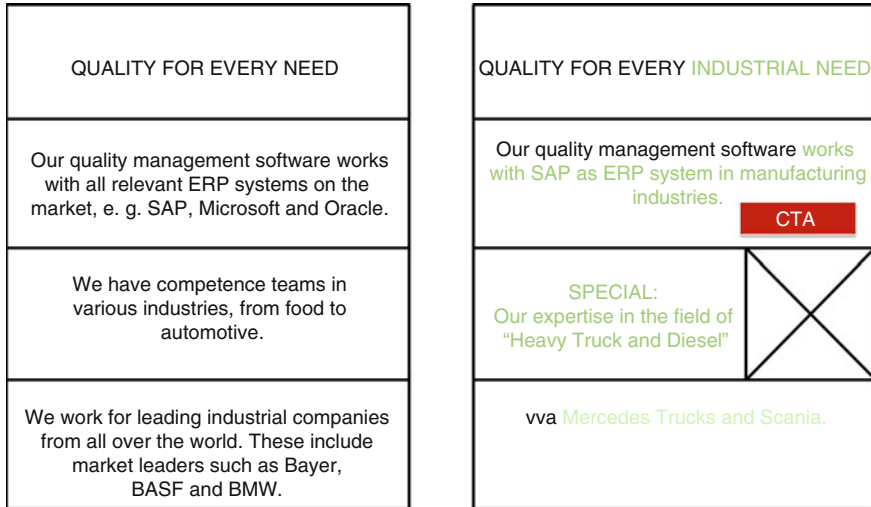 QUALITY FOR EVERY NEED
Our quality management software works
with all relevant ERP systems on the
market, e. g. SAP, Microsoft and Oracle.
We have competence teams in
various industries, from food to
automotive.
We work for leading industrial companies
from all over the world. These include
market leaders such as Bayer,
BASF and BMW.
QUALITY FOR EVERY INDUSTRIAL NEED
Our quality management software works
with SAP as ERP system in manufacturing
industries.
CTA
SPECIAL:
Our expertise in the field of
“Heavy Truck and Diesel”
vva Mercedes Trucks and Scania.